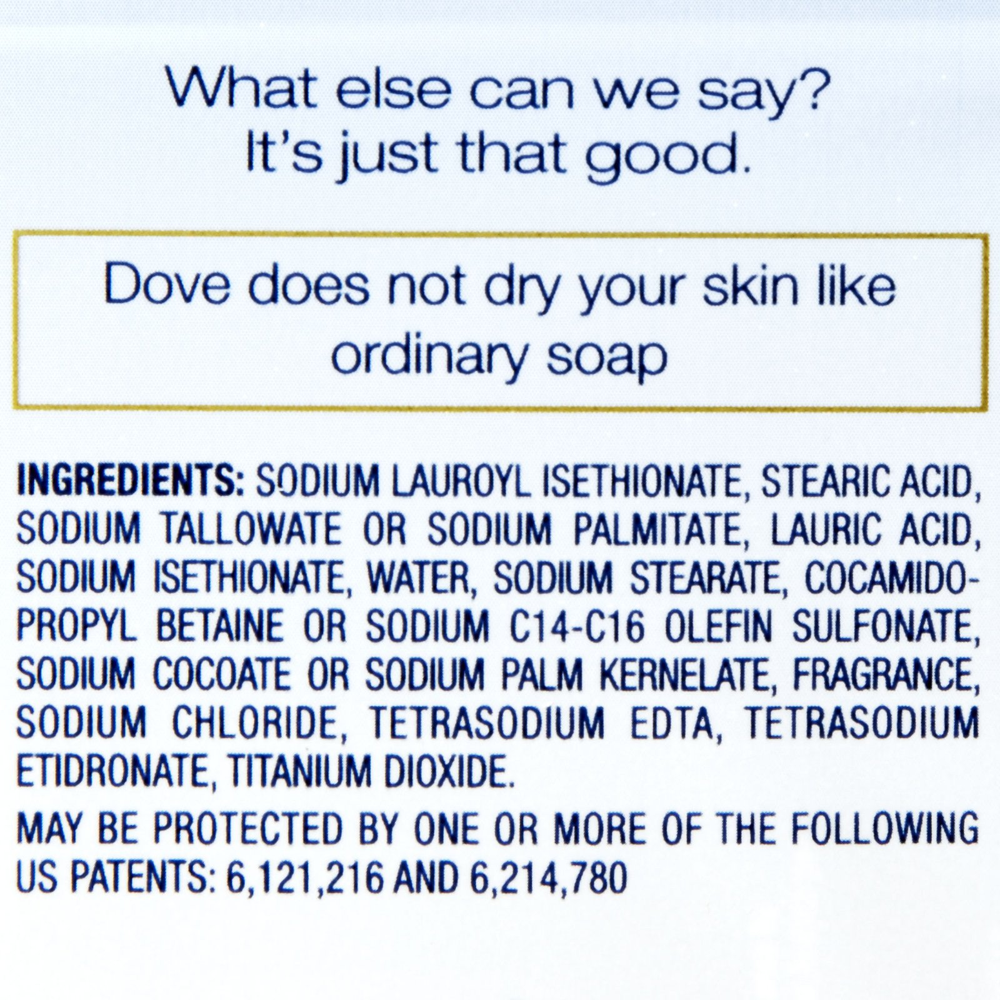 What else can we say?
It's just that good.
Dove does not dry your skin like
ordinary soap
INGREDIENTS: SODIUM LAUROYL ISETHIONATE, STEARIC ACID,
SODIUM TALLOWATE OR SODIUM PALMITATE, LAURIC ACID,
SODIUM ISETHIONATE, WATER, SODIUM STEARATE, COCAMIDO-
PROPYL BETAINE OR SODIUM C14-C16 OLEFIN SULFONATE,
SODIUM COCOATE OR SODIUM PALM KERNELATE, FRAGRANCE,
SODIUM CHLORIDE, TETRASODIUM EDTA, TETRASODIUM
ETIDRONATE, TITANIUM DIOXIDE.
MAY BE PROTECTED BY ONE OR MORE OF THE FOLLOWING
US PATENTS: 6,121,216 AND 6,214,780